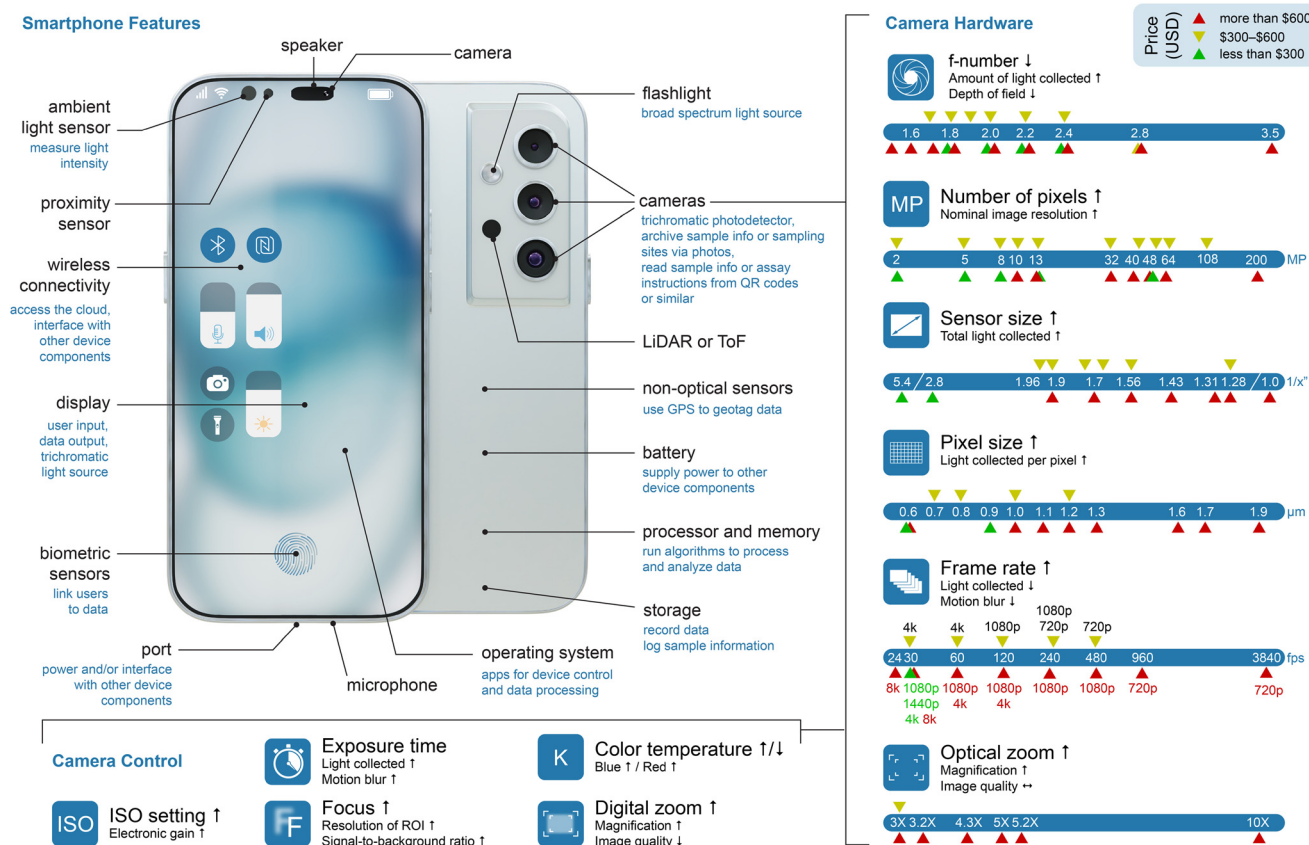 Smartphone Features
speaker
camera
ambient
light sensor
measure light
intensity
proximity
sensor
wireless
connectivity
access the cloud,
interface with
other device
components
display
user input,
data output,
trichromatic
light source
biometric
sensors
link users
to data
port
power and/or interface
with other device
components
microphone
operating system
apps for device control
and data processing
flashlight
broad spectrum light source
cameras
trichromatic photodetector,
archive sample info or sampling
sites via photos,
read sample info or assay
instructions from QR codes
or similar
LiDAR or ToF
non-optical sensors
use GPS to geotag data
battery
supply power to other
device components
processor and memory
run algorithms to process
and analyze data
storage
record data
log sample information
Camera Control
ISO
ISO setting ↑
Electronic gain ↑
Exposure time
Light collected ↑
Motion blur ↑
F F
Focus ↑
Resolution of ROI ↑
Signal-to-background ratio ↑
K
Color temperature ↑/↓
Blue ↑ / Red ↑
Digital zoom ↑
Magnification ↑
Image quality ↓
Camera Hardware
Price
(USD)
more than $600
$300–$600
less than $300
f-number ↓
Amount of light collected ↑
Depth of field ↓
1.6 1.8 2.0 2.2 2.4 2.8 3.5
MP
Number of pixels ↑
Nominal image resolution ↑
2 5 8 10 13 32 40 48 64 108 200 MP
Sensor size ↑
Total light collected ↑
5.4 / 2.8 1.96 1.9 1.7 1.56 1.43 1.31 1.28 / 1.0 1/x"
Pixel size ↑
Light collected per pixel ↑
0.6 0.7 0.8 0.9 1.0 1.1 1.2 1.3 1.6 1.7 1.9 µm
Frame rate ↑
Light collected ↓
Motion blur ↓
1080p
4k 4k 1080p 720p 720p
24 30 60 120 240 480 960 3840 fps
8k 1080p 1080p 1080p 1080p 1080p 720p 720p
1440p 4k 4k
4k 8k
Optical zoom ↑
Magnification ↑
Image quality ↔
3X 3.2X 4.3X 5X 5.2X 10X